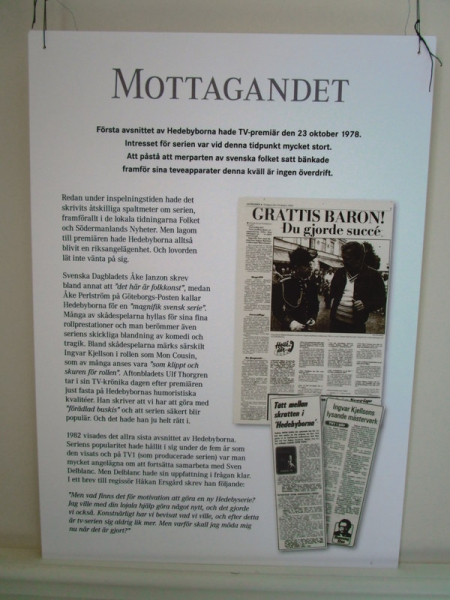 MOTTAGANDET
Första avsnittet av Hedebyborna hade TV-premiär den 23 oktober 1978.
Intresset för serien var vid denna tidpunkt mycket stort.
Att påstå att merparten av svenska folket satt bänkade
framför sina teveapparater denna kväll är ingen överdrift.
Redan under inspelningstiden hade det
skrivits åtskilliga spaltmeter om serien,
framförallt i de lokala tidningarna Folket
och Södermanlands Nyheter. Men lagom
till premiären hade Hedeyborna alltså
blivit en riksangelägenhet. Och lovorden
lät inte vänta på sig.
Svenska Dagbladets Åke Janzon skrev
bland annat att "det här är folkkonst", medan
Åke Perlström på Göteborgs-Posten kallar
Hedebyborna för en "magnifik svensk serie".
Många av skådespelarna hyllas för sina fina
rollprestationer och man berömmer även
seriens skickliga blandning av komedi och
tragik. Bland skådespelarna märks särskilt
Ingvar Kjellson i rollen som Mon Cousin,
som av många anses vara "som klippt och
skuren för rollen". Aftonbladets Ulf Thorgren
tar i sin TV-krönika dagen efter premiären
just fasta på Hedebybornas humoristiska
kvalitéer. Han skriver att vi har att göra med
"förädlad buskis" och att serien säkert blir
populär. Och det hade han ju helt rätt i.
1982 visades det allra sista avsnittet av Hedebyborna.
Seriens popularitet hade hållit i sig under de fem år som
den visats och på TV1 (som producerade serien) var man
mycket angelägna om att fortsätta samarbeta med Sven
Delblanc. Men Delblanc hade sin uppfattning i frågan klar.
I ett brev till regissör Håkan Ersgård skrev han följande:
"Men vad finns det för motivation att göra en ny Hedebyserie?
Jag ville med din lojala hjälp göra något nytt, och det gjorde
vi också. Konstnärligt har vi bevisat vad vi ville, och efter detta
är tv-serien sig aldrig lik mer. Men varför skall jag möda mig
nu när det är gjort?"
GRATTIS BARON!
Du gjorde succé
Tätt mellan
skratten i
'Hedebyborna'
Ingvar Kjellsons
lysande mästerverk